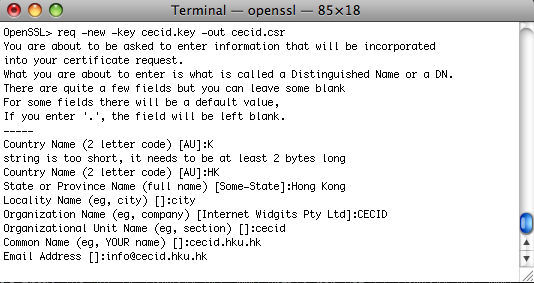 Terminal — openssl — 85×18
OpenSSL> req -new -key cecid.key -out cecid.csr
You are about to be asked to enter information that will be incorporated
into your certificate request.
What you are about to enter is what is called a Distinguished Name or a DN.
There are quite a few fields but you can leave some blank
For some fields there will be a default value,
If you enter '.', the field will be left blank.
-----
Country Name (2 letter code) [AU]:K
string is too short, it needs to be at least 2 bytes long
Country Name (2 letter code) [AU]:HK
State or Province Name (full name) [Some-State]:Hong Kong
Locality Name (eg, city) []:city
Organization Name (eg, company) [Internet Widgits Pty Ltd]:CECID
Organizational Unit Name (eg, section) []:cecid
Common Name (eg, YOUR name) []:cecid.hku.hk
Email Address []:info@cecid.hku.hk